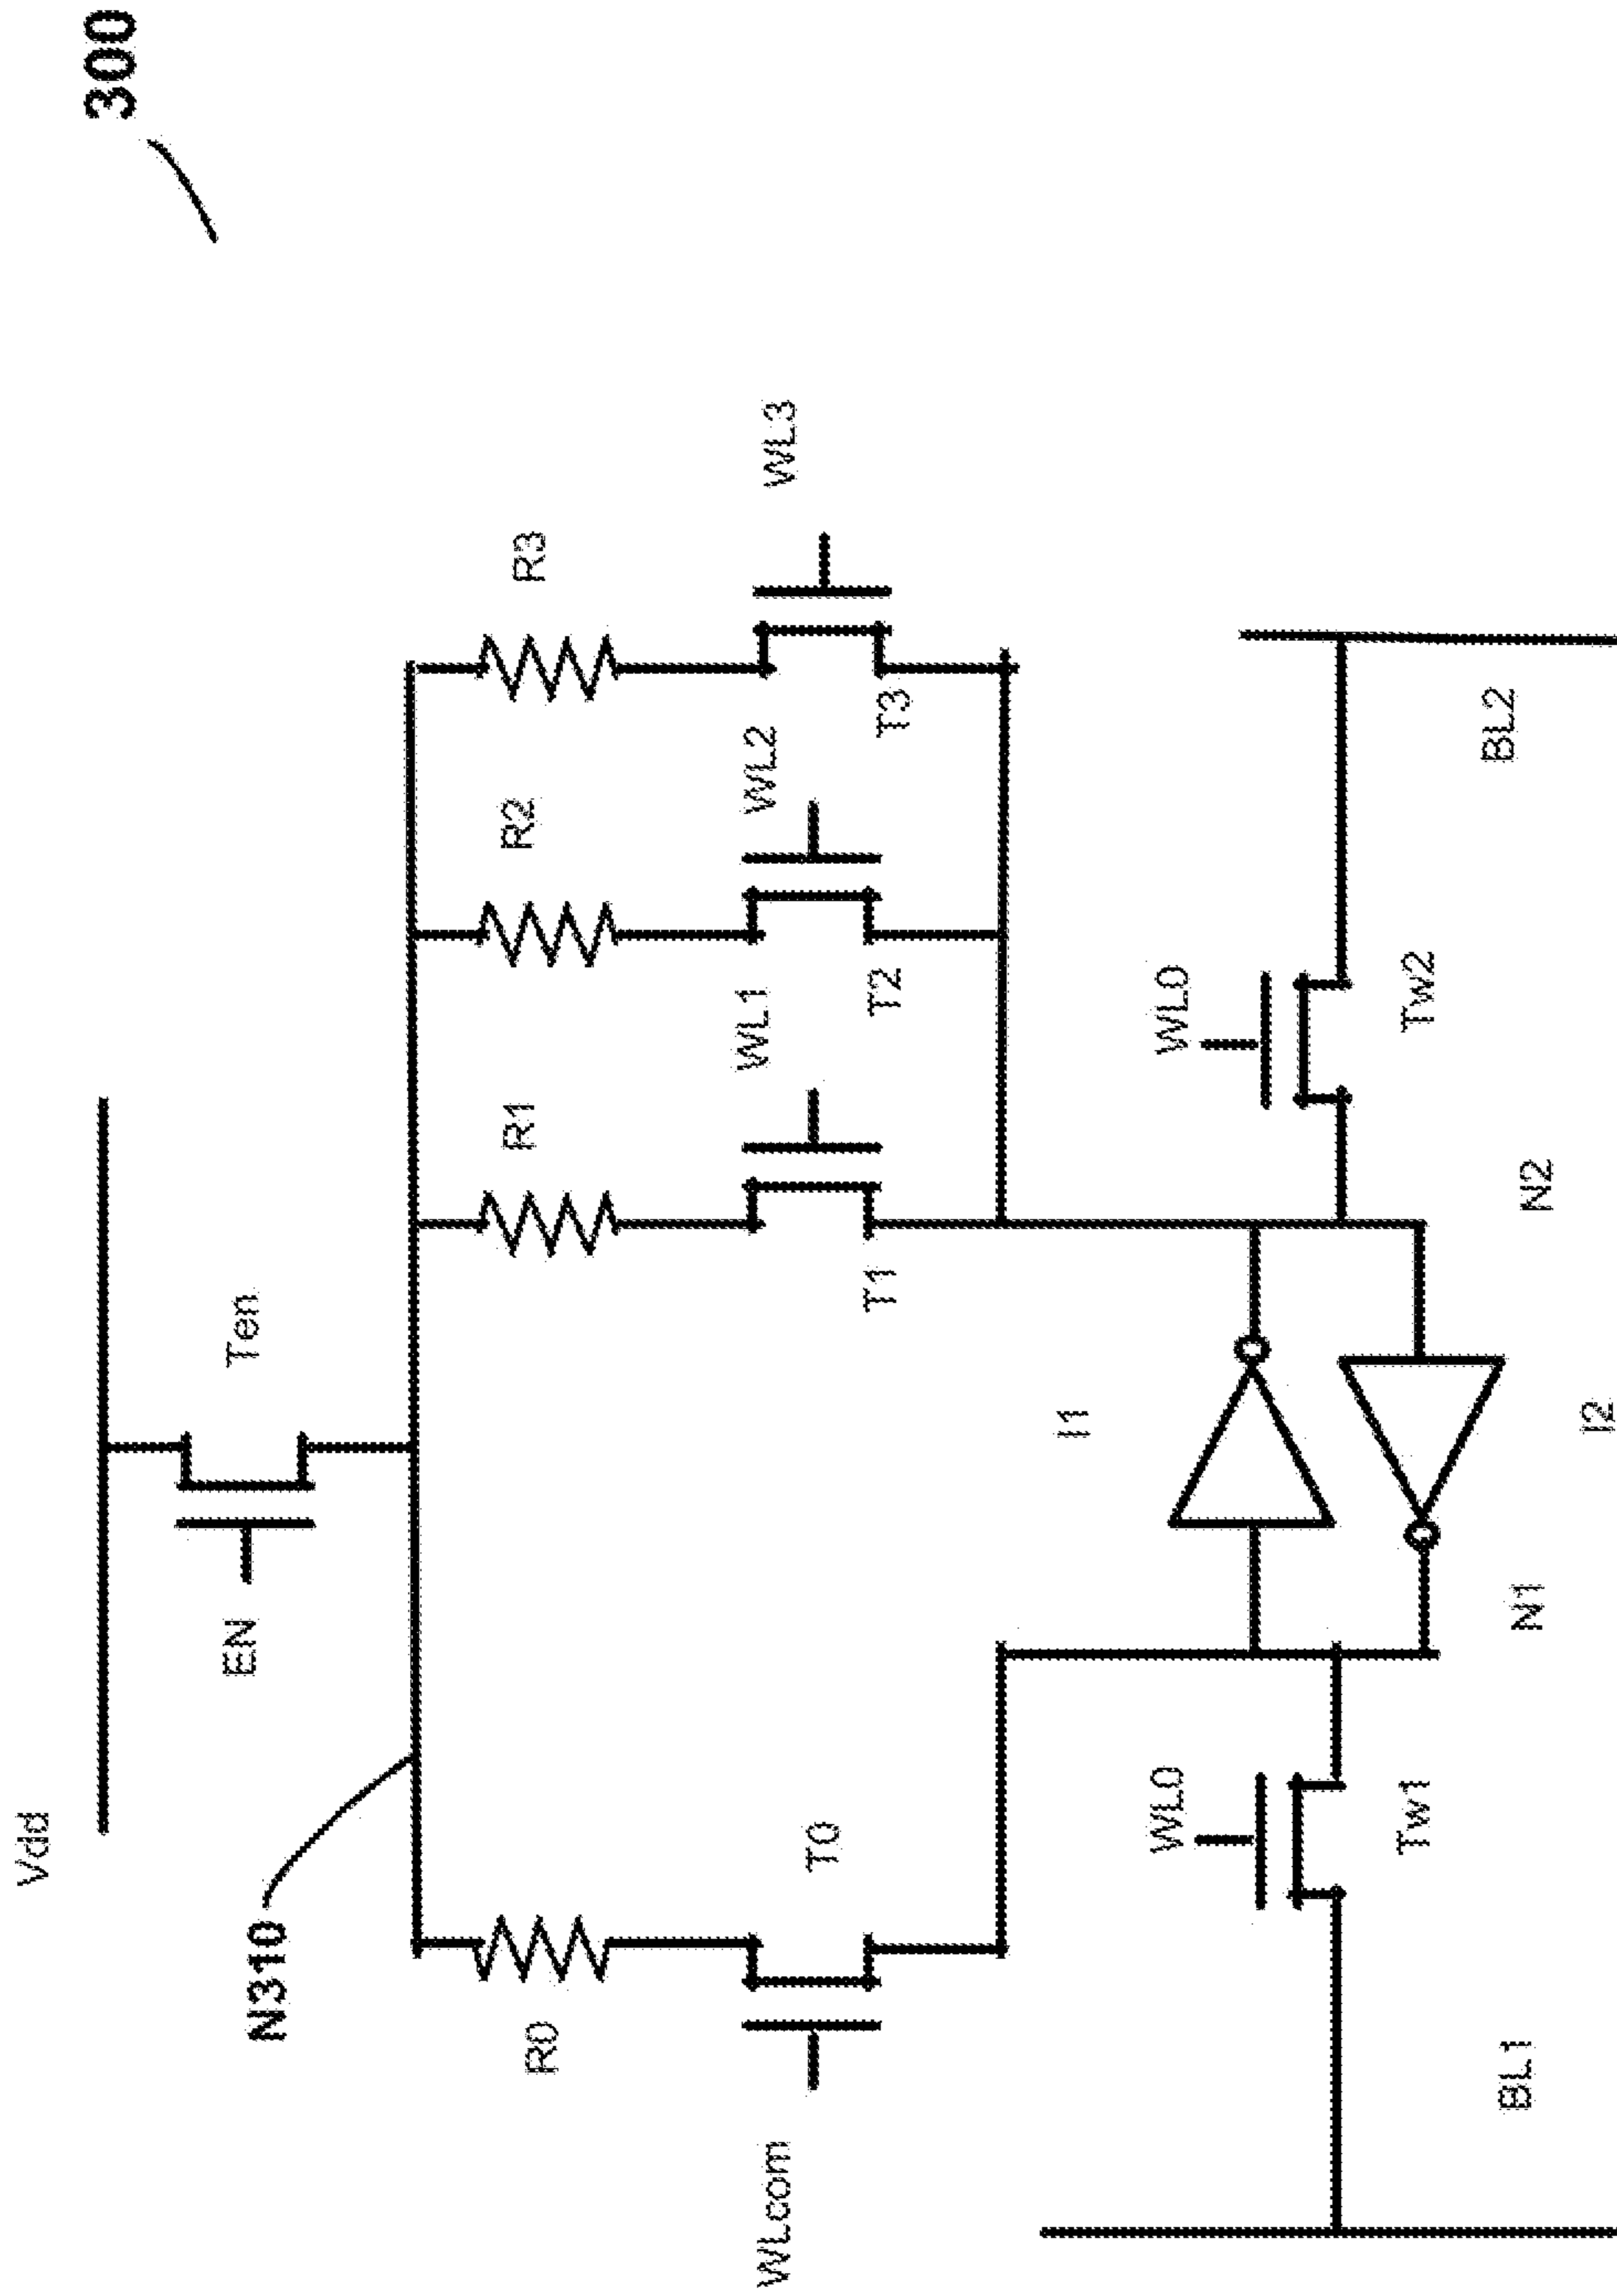 300
Vdd
EN
Ten
N310
R0
R1
R2
R3
WLcom
T0
WL1
WL2
WL3
T1
T2
T3
I1
WL0
WL0
Tw1
Tw2
BL1
N1
N2
BL2
I2